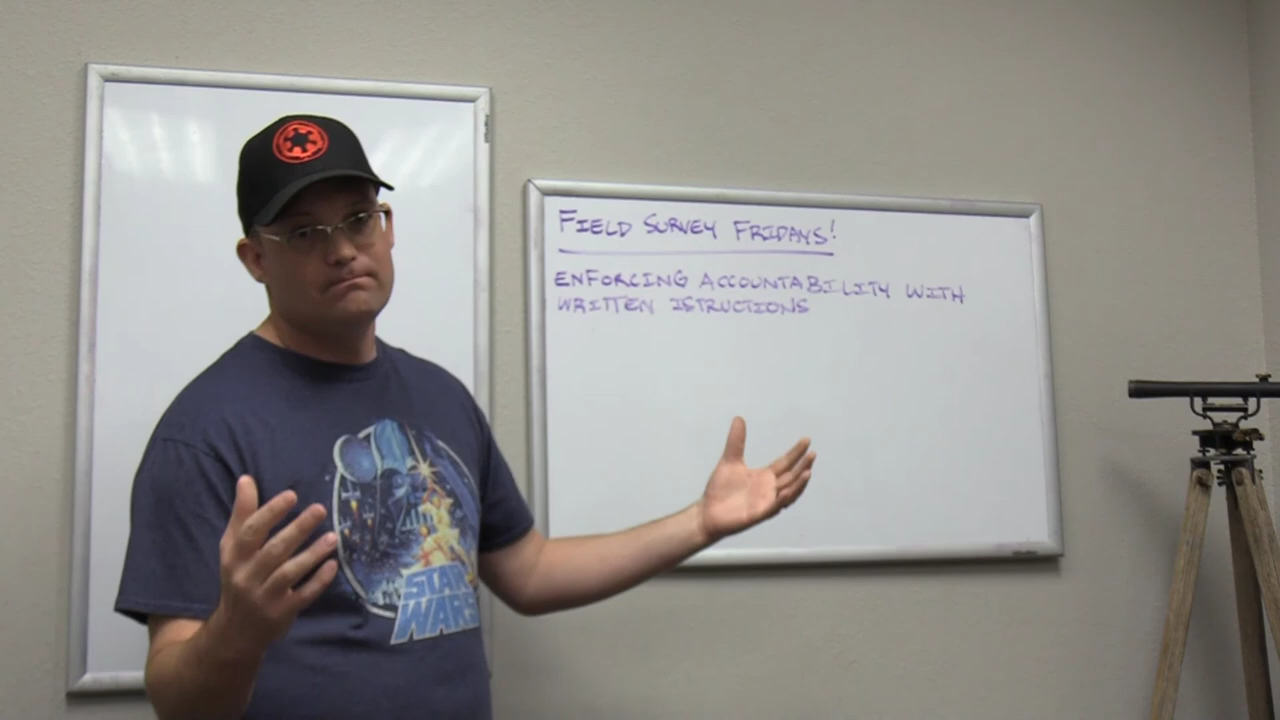 FIELD SURVEY FRIDAYS!
ENFORCING ACCOUNTABILITY WITH
WRITTEN ISTRUCTIONS
STAR
WARS